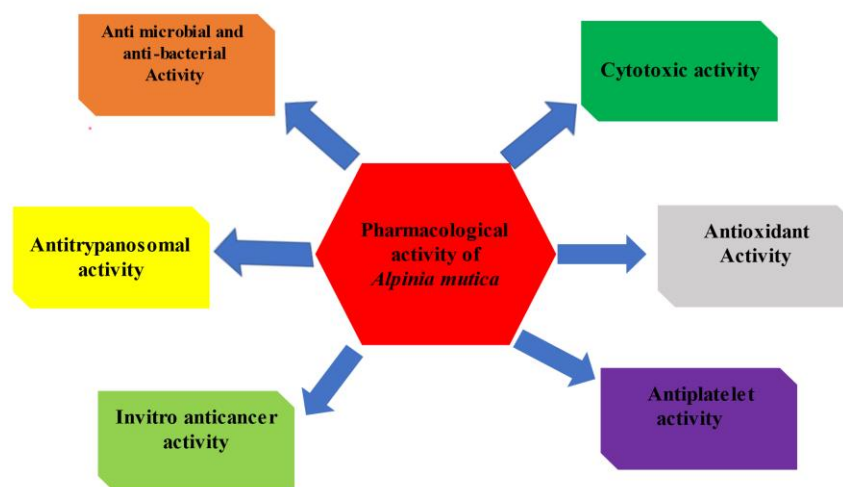 Anti microbial and
anti-bacterial
Activity
Cytotoxic activity
Pharmacological
activity of
Alpinia mutica
Antitrypanosomal
activity
Antioxidant
Activity
Invitro anticancer
activity
Antiplatelet
activity